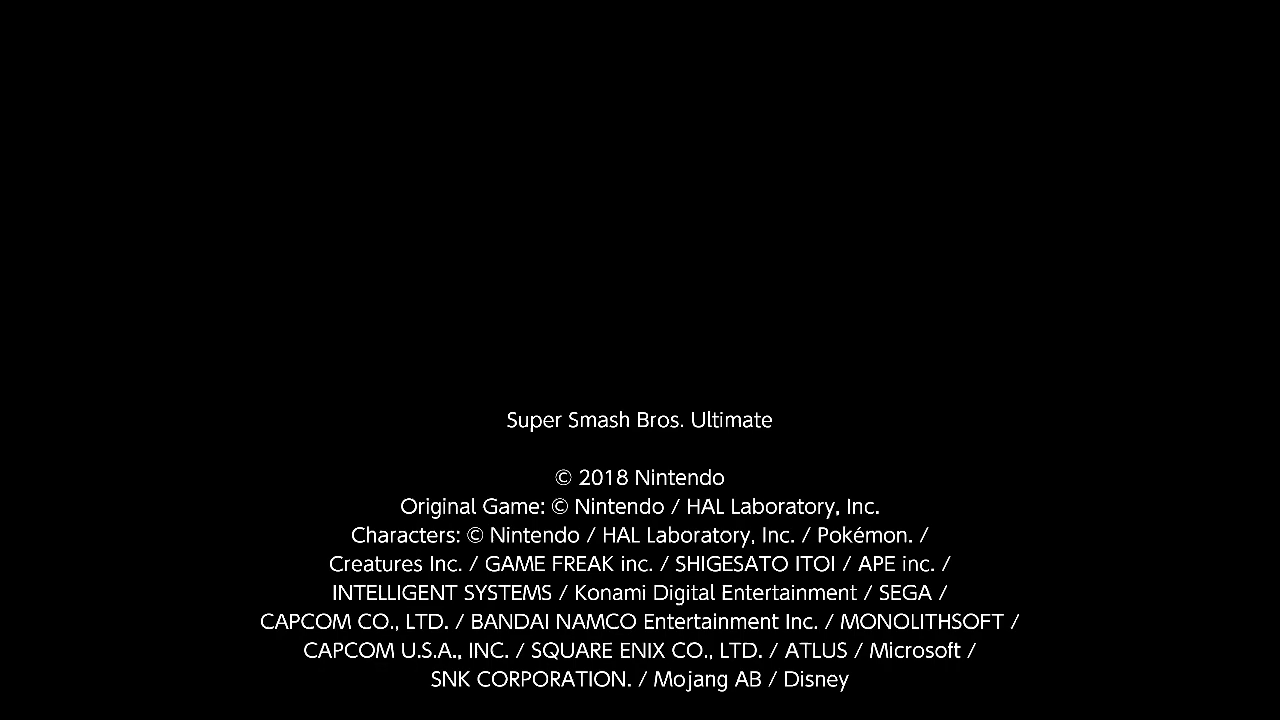 Super Smash Bros. Ultimate
© 2018 Nintendo
Original Game: © Nintendo / HAL Laboratory, Inc.
Characters: © Nintendo / HAL Laboratory, Inc. / Pokémon. /
Creatures Inc. / GAME FREAK inc. / SHIGESATO ITOI / APE inc. /
INTELLIGENT SYSTEMS / Konami Digital Entertainment / SEGA /
CAPCOM CO., LTD. / BANDAI NAMCO Entertainment Inc. / MONOLITHSOFT /
CAPCOM U.S.A., INC. / SQUARE ENIX CO., LTD. / ATLUS / Microsoft /
SNK CORPORATION. / Mojang AB / Disney